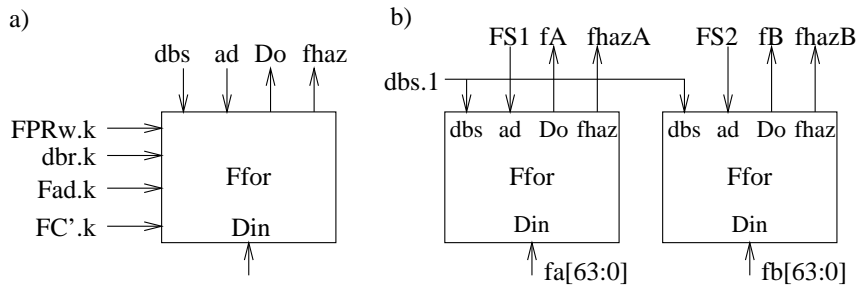 a)
dbs ad Do fhaz
FPRw.k
dbr.k
Fad.k
FC'.k
Ffor
Din
b)
FS1 fA fhazA FS2 fB fhazB
dbs.1
dbs ad Do fhaz dbs ad Do fhaz
Ffor Ffor
Din Din
fa[63:0] fb[63:0]